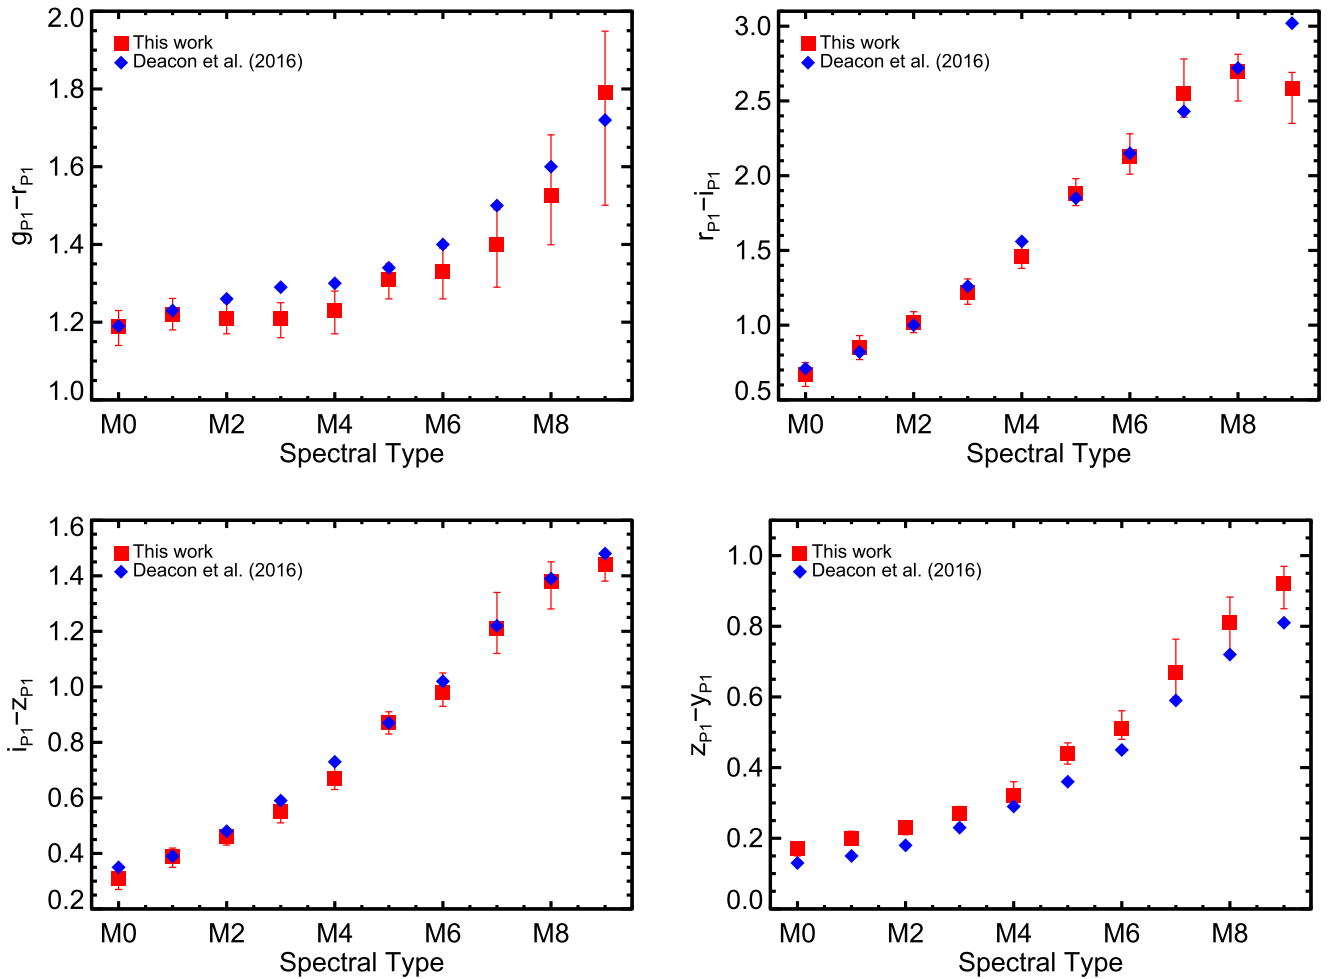 2.0
1.8
1.6
1.4
1.2
1.0
g_P1−r_P1
This work
Deacon et al. (2016)
M0 M2 M4 M6 M8
Spectral Type
3.0
2.5
2.0
1.5
1.0
0.5
r_P1−i_P1
This work
Deacon et al. (2016)
M0 M2 M4 M6 M8
Spectral Type
1.6
1.4
1.2
1.0
0.8
0.6
0.4
0.2
i_P1−z_P1
This work
Deacon et al. (2016)
M0 M2 M4 M6 M8
Spectral Type
1.0
0.8
0.6
0.4
0.2
0.0
z_P1−y_P1
This work
Deacon et al. (2016)
M0 M2 M4 M6 M8
Spectral Type